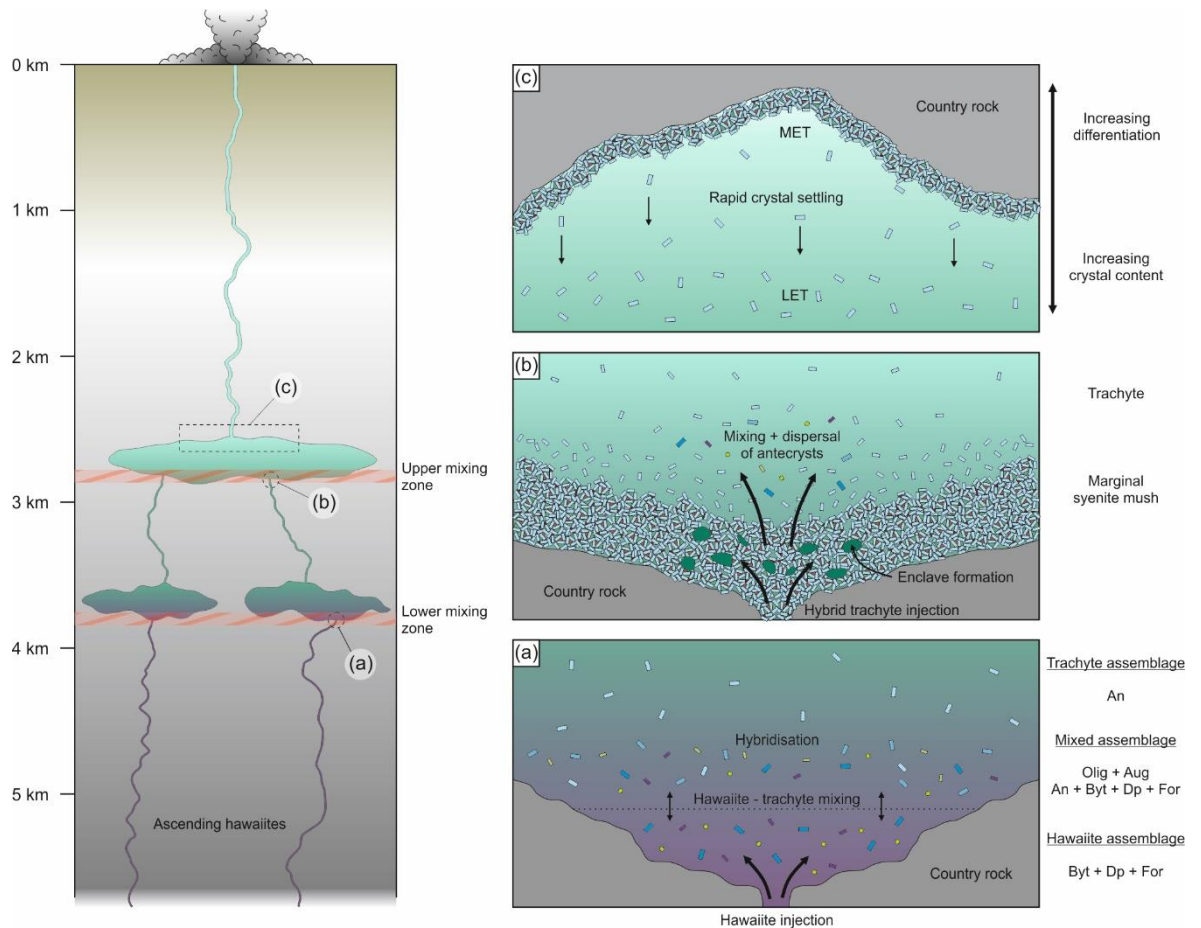 0 km
1 km
2 km
3 km
4 km
5 km
(c)
Upper mixing
zone
(b)
Lower mixing
zone
(a)
Ascending hawaiites
(c)
Country rock
MET
Rapid crystal settling
LET
Increasing
differentiation
Increasing
crystal content
(b)
Mixing + dispersal
of antecrysts
Enclave formation
Country rock
Hybrid trachyte injection
Trachyte
Marginal
syenite mush
(a)
Hybridisation
Hawaiite - trachyte mixing
Country rock
Hawaiite injection
Trachyte assemblage
An
Mixed assemblage
Olig + Aug
An + Byt + Dp + For
Hawaiite assemblage
Byt + Dp + For